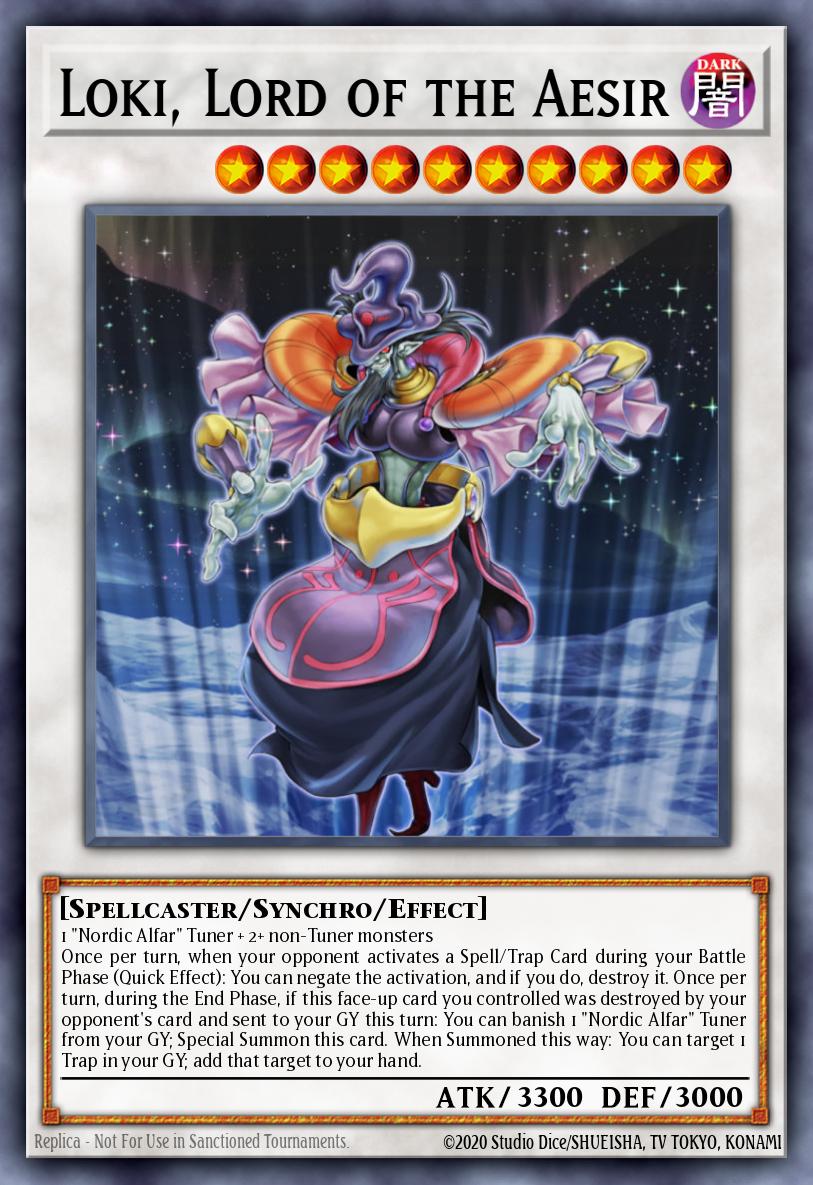 Loki, Lord of the Aesir
DARK
闇
[Spellcaster/Synchro/Effect]
1 "Nordic Alfar" Tuner + 2+ non-Tuner monsters
Once per turn, when your opponent activates a Spell/Trap Card during your Battle
Phase (Quick Effect): You can negate the activation, and if you do, destroy it. Once per
turn, during the End Phase, if this face-up card you controlled was destroyed by your
opponent's card and sent to your GY this turn: You can banish 1 "Nordic Alfar" Tuner
from your GY; Special Summon this card. When Summoned this way: You can target 1
Trap in your GY; add that target to your hand.
ATK/3300 DEF/3000
Replica - Not For Use in Sanctioned Tournaments.
©2020 Studio Dice/SHUEISHA, TV TOKYO, KONAMI